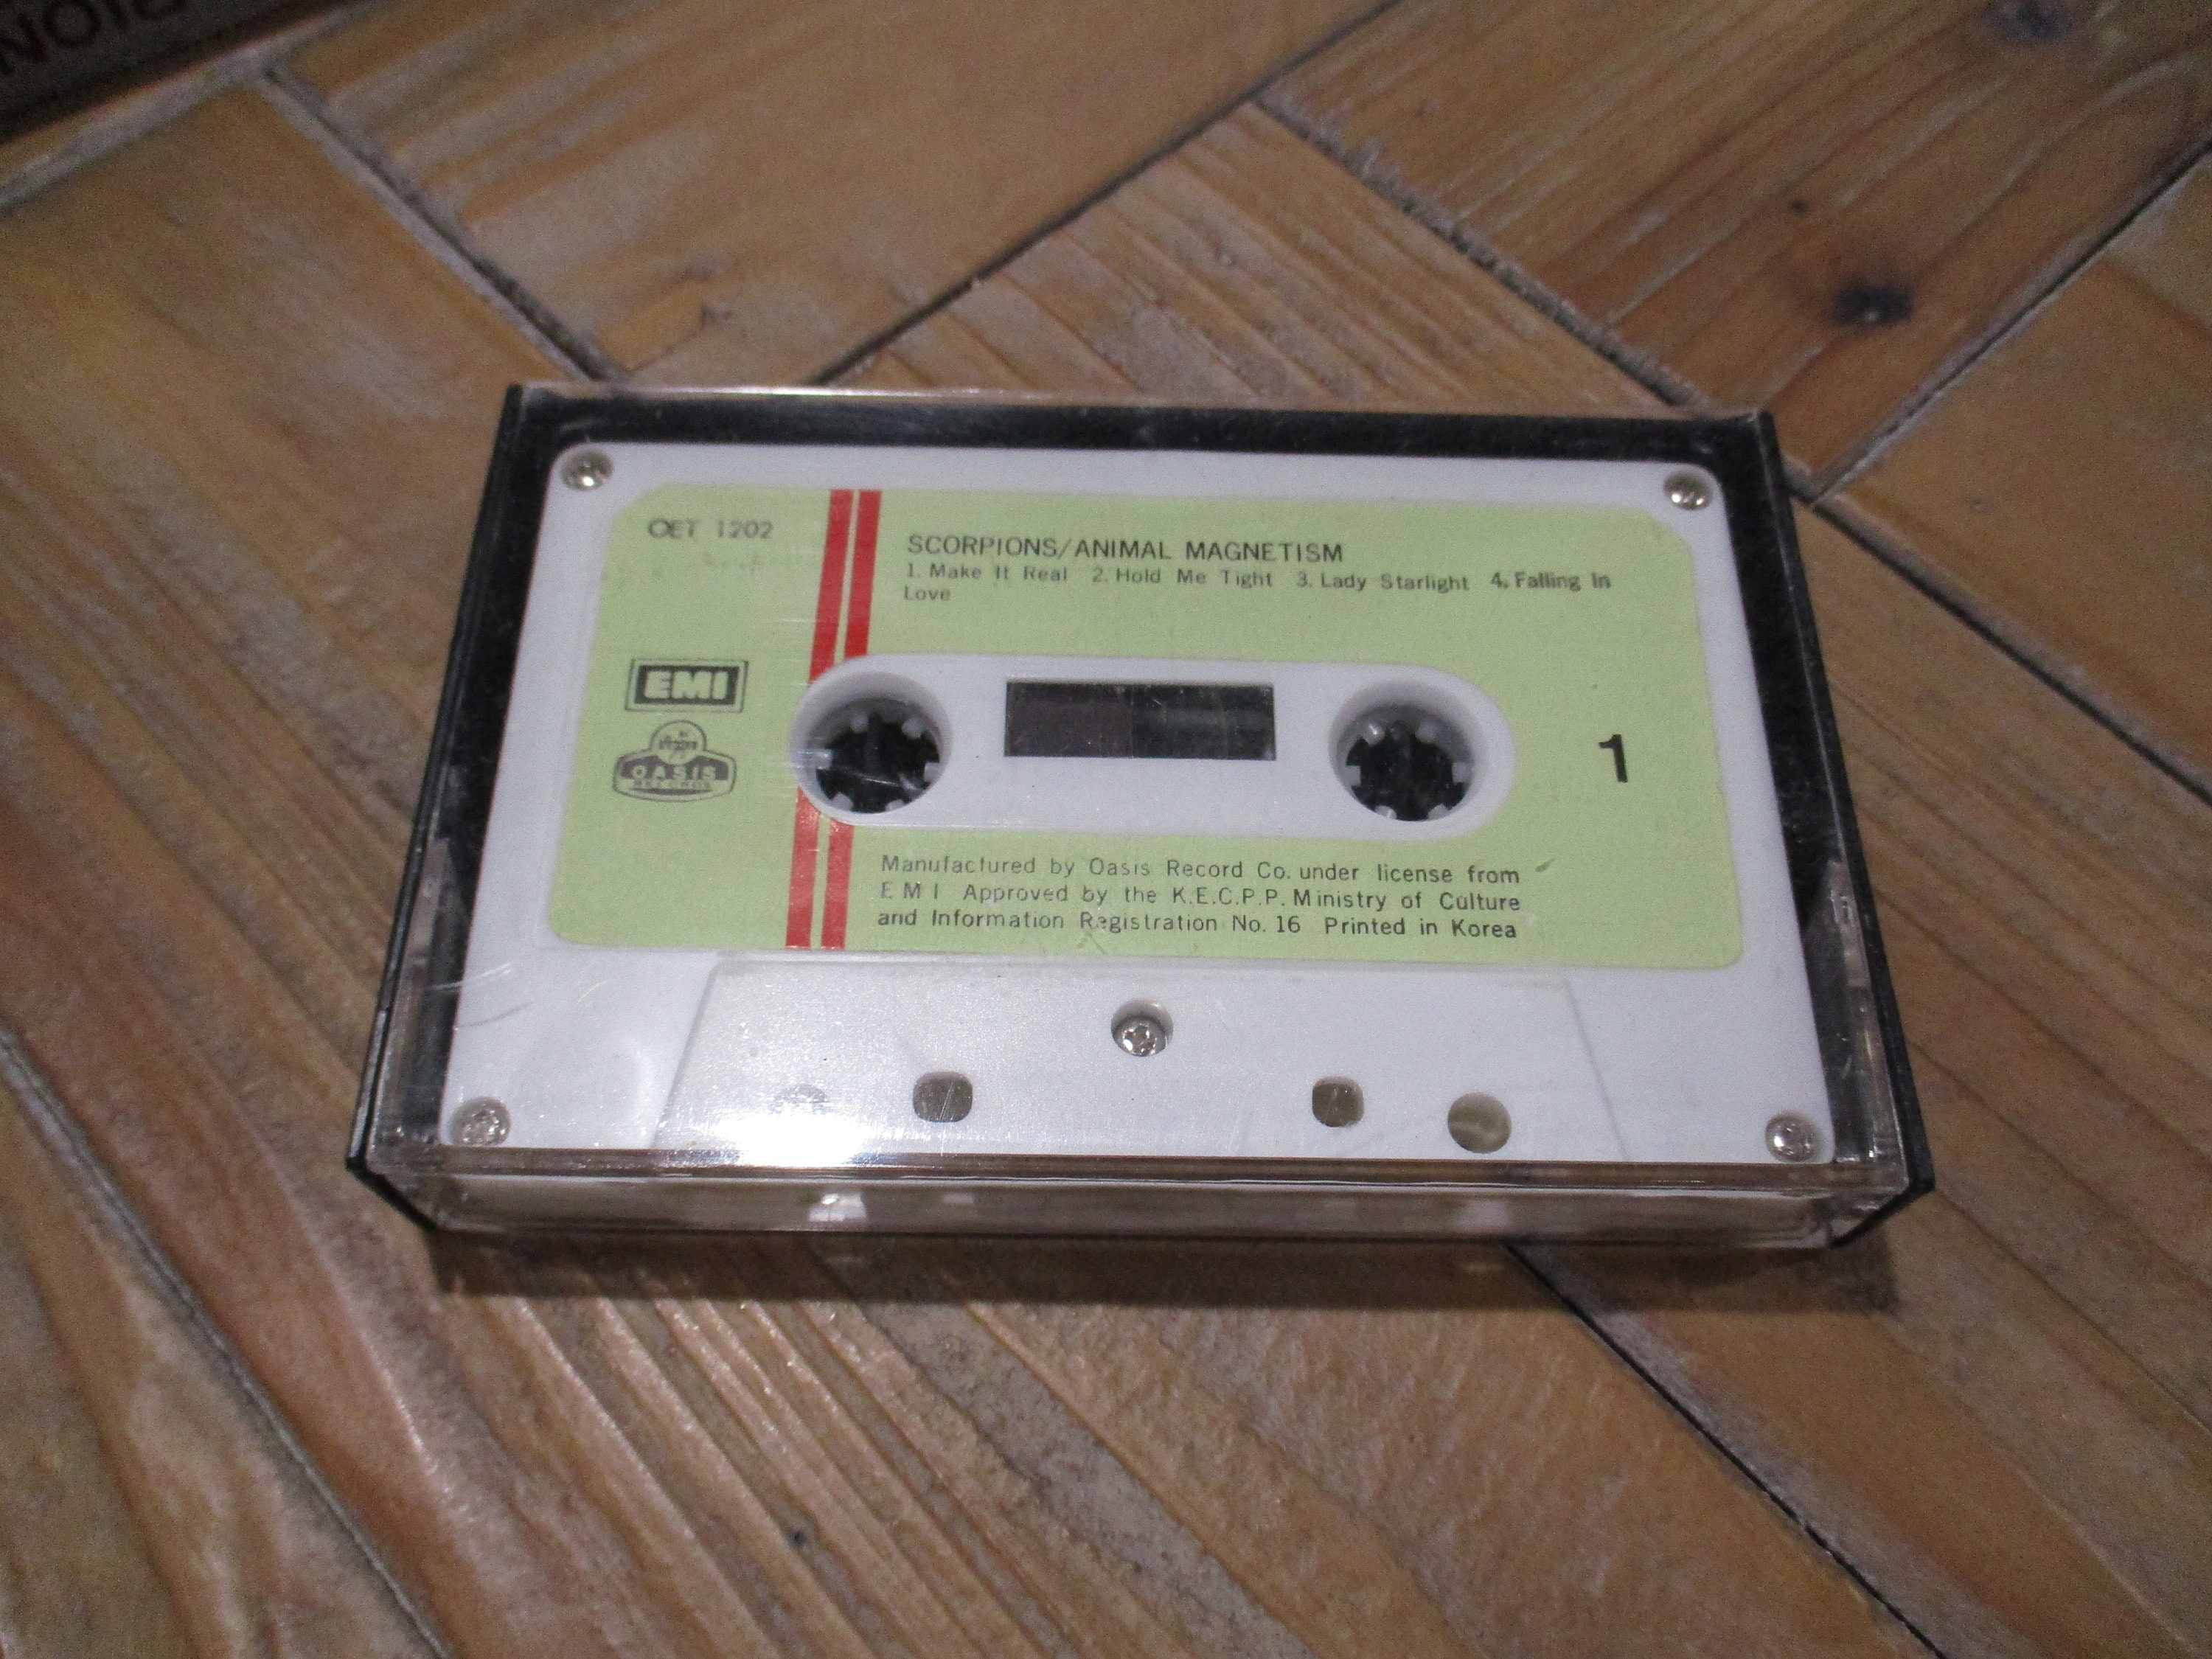 OET 1202
SCORPIONS/ANIMAL MAGNETISM
1. Make It Real 2. Hold Me Tight 3. Lady Starlight 4. Falling In
Love
EMI
OASIS
RECORDS
1
Manufactured by Oasis Record Co. under license from
E M I Approved by the K.E.C.P.P. Ministry of Culture
and Information Registration No. 16 Printed in Korea